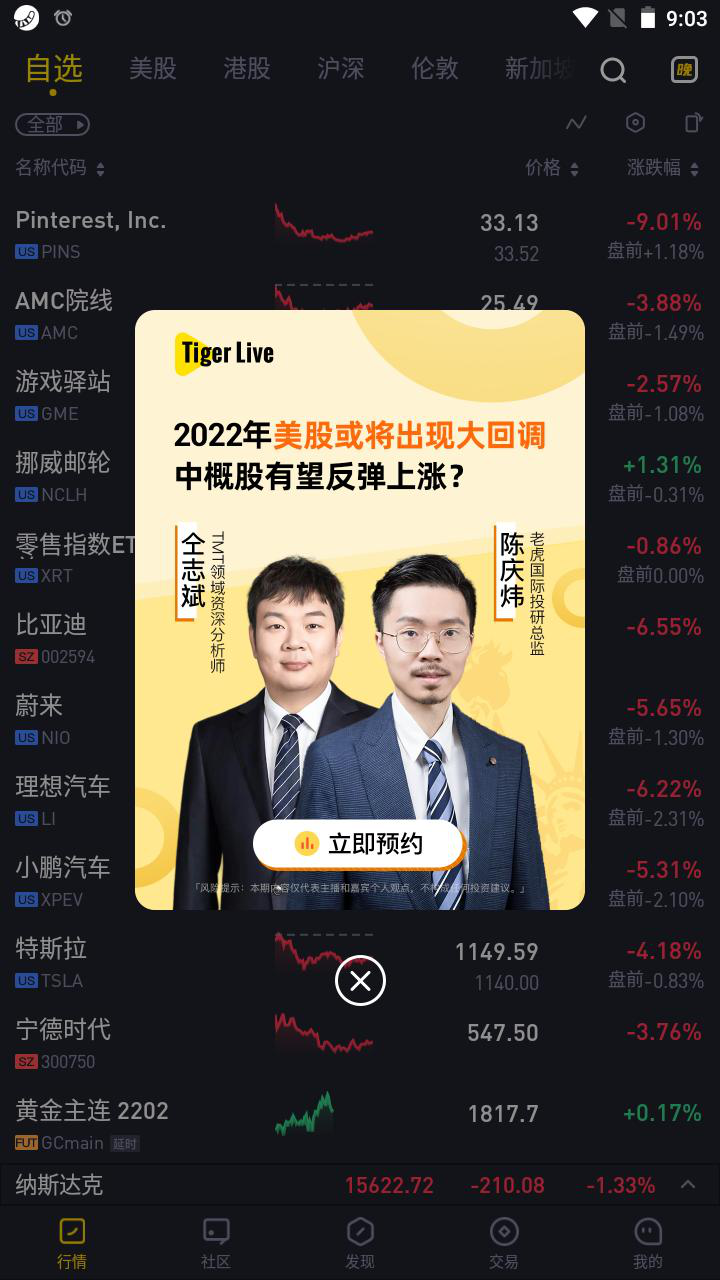 9:03
自选 美股 港股 沪深 伦敦 新加坡 晚
全部
名称代码 价格 涨跌幅
Pinterest, Inc. 33.13 -9.01%
US PINS 33.52 盘前+1.18%
AMC院线 25.49 -3.88%
US AMC 盘前-1.49%
游戏驿站 -2.57%
US GME 盘前-1.08%
挪威邮轮 +1.31%
US NCLH 盘前-0.31%
零售指数ET -0.86%
US XRT 盘前0.00%
比亚迪 -6.55%
SZ 002594
蔚来 -5.65%
US NIO 盘前-1.30%
理想汽车 -6.22%
US LI 盘前-2.31%
小鹏汽车 -5.31%
US XPEV 盘前-2.10%
特斯拉 1149.59 -4.18%
US TSLA 1140.00 盘前-0.83%
宁德时代 547.50 -3.76%
SZ 300750
黄金主连 2202 1817.7 +0.17%
FUT GCmain 延时
Tiger Live
2022年美股或将出现大回调
中概股有望反弹上涨？
仝志斌
TMT领域资深分析师
陈庆炜
老虎国际投研总监
立即预约
「风险提示：本期内容仅代表主播和嘉宾个人观点，不构成任何投资建议。」
纳斯达克 15622.72 -210.08 -1.33%
行情 社区 发现 交易 我的